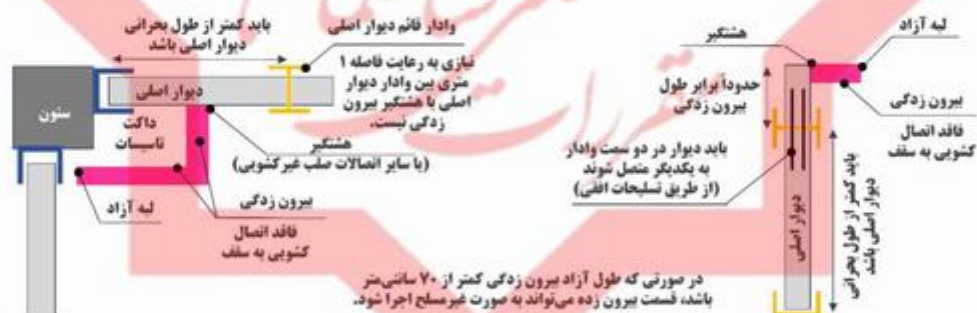 باید کمتر از طول بحرانی
دیوار اصلی باشد
وادار قائم دیوار اصلی
نیازی به رعایت فاصله ۱
متری بین وادار دیوار
اصلی با هشتگیر بیرون
زدگی نیست.
ستون
دیوار اصلی
داکت
تاسیسات
هشتگیر
(یا سایر اتصالات صلب غیرکشویی)
لبه آزاد
بیرون زدگی
فاقد اتصال
کشویی به سقف
هشتگیر
لبه آزاد
حدوداً برابر طول
بیرون زدگی
بیرون زدگی
فاقد اتصال
کشویی به سقف
باید دیوار در دو سمت وادار
به یکدیگر متصل شوند
(از طریق تسلیحات افقی)
دیوار اصلی
باید کمتر از طول بحرانی
دیوار اصلی باشد
در صورتی که طول آزاد بیرون زدگی کمتر از ۷۰ سانتی‌متر
باشد، قسمت بیرون زده می‌تواند به صورت غیرمسلح اجرا شود.
مقررات